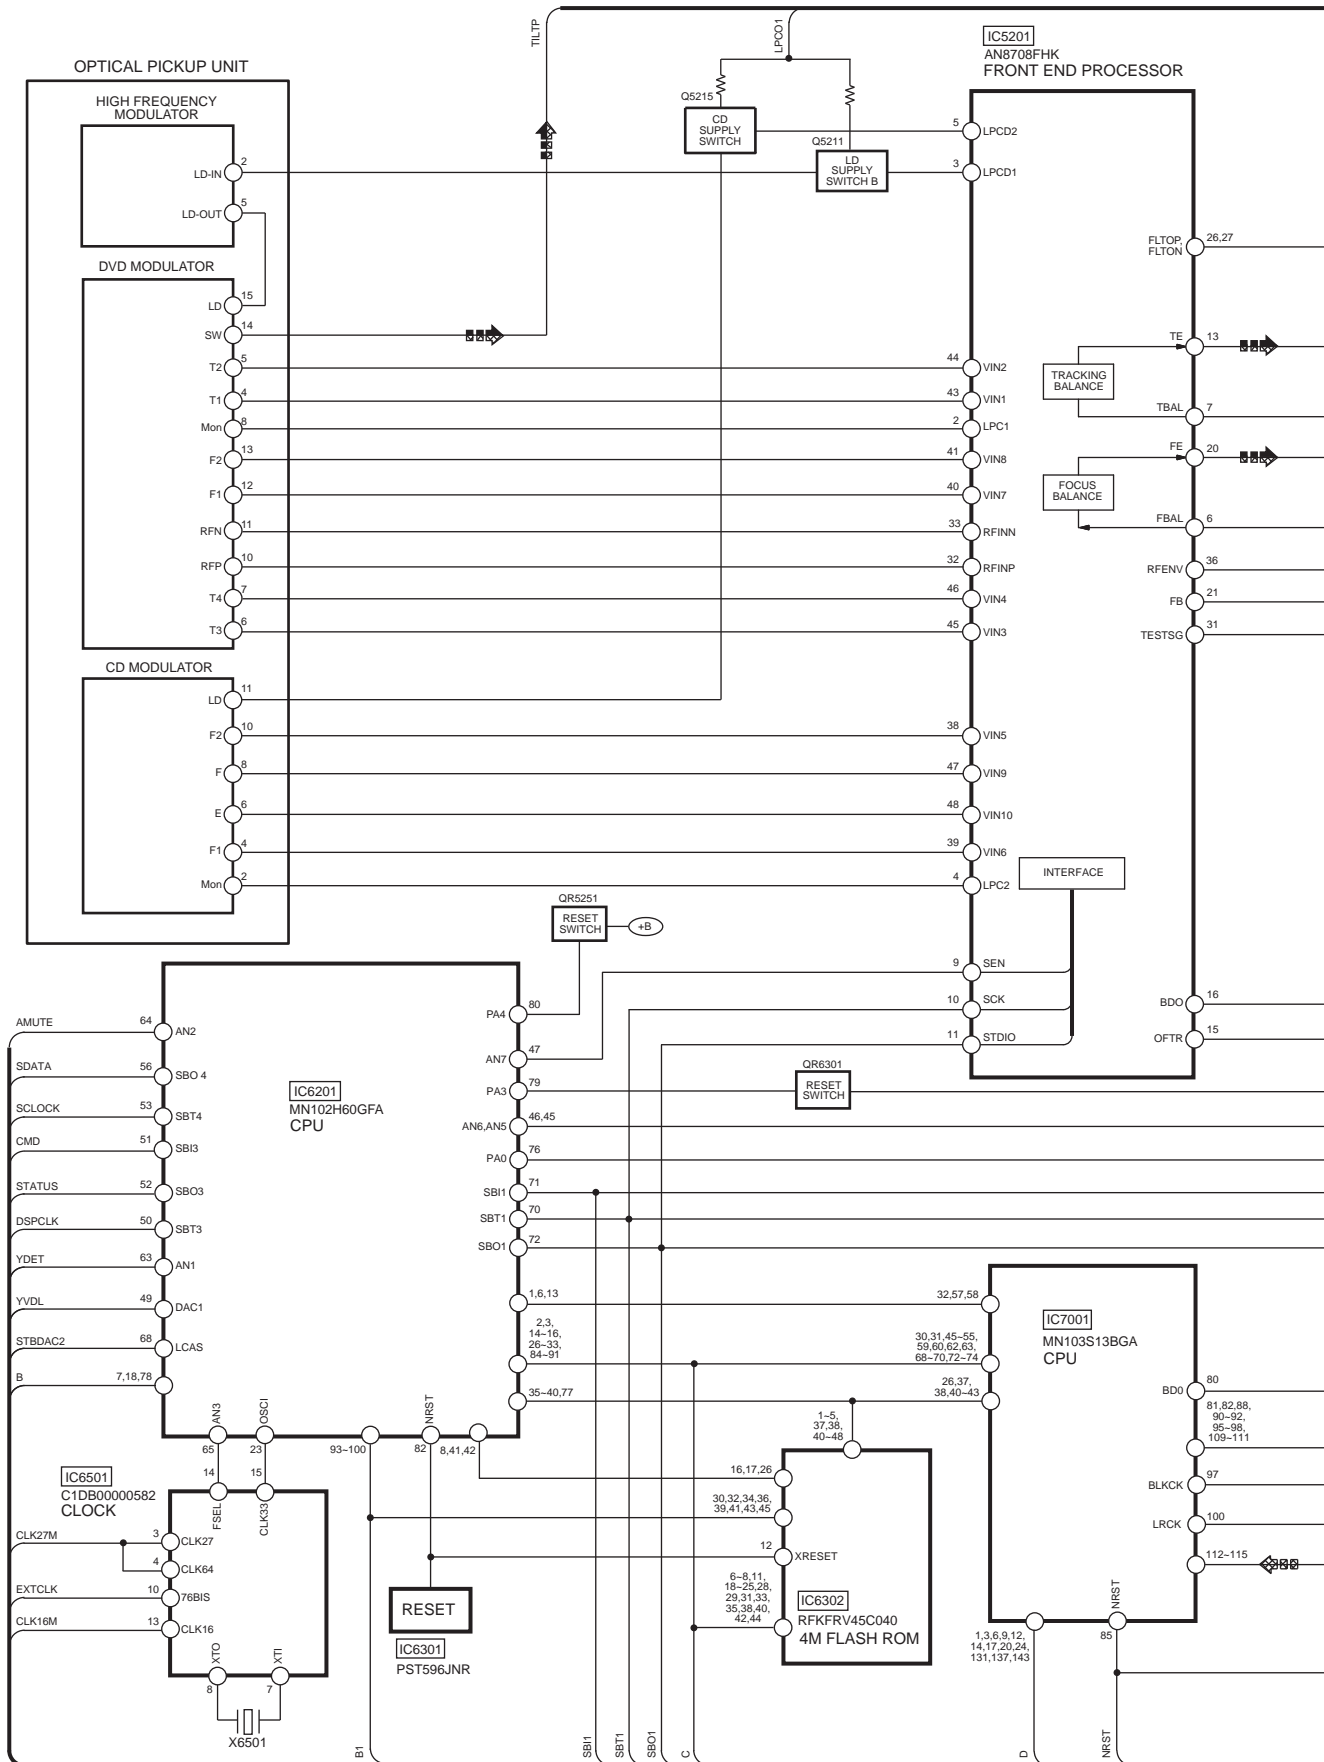 TILTP
LPCO1
IC5201
AN8708FHK
FRONT END PROCESSOR
OPTICAL PICKUP UNIT
HIGH FREQUENCY
MODULATOR
2
LD-IN
5
LD-OUT
Q5215
CD
SUPPLY
SWITCH
Q5211
LD
SUPPLY
SWITCH B
5
LPCD2
3
LPCD1
FLTOP,
FLTON
26,27
DVD MODULATOR
LD
15
SW
14
T2
5
T1
4
Mon
8
F2
13
F1
12
RFN
11
RFP
10
T4
7
T3
6
44
VIN2
43
VIN1
2
LPC1
41
VIN8
40
VIN7
33
RFINN
32
RFINP
46
VIN4
45
VIN3
TE
13
TRACKING
BALANCE
TBAL
7
FE
20
FOCUS
BALANCE
FBAL
6
RFENV
36
FB
21
TESTSG
31
CD MODULATOR
LD
11
F2
10
F
8
E
6
F1
4
Mon
2
38
VIN5
47
VIN9
48
VIN10
39
VIN6
4
LPC2
INTERFACE
QR5251
RESET
SWITCH
+B
9
SEN
10
SCK
11
STDIO
BDO
16
OFTR
15
QR6301
RESET
SWITCH
IC6201
MN102H60GFA
CPU
AMUTE
64
AN2
SDATA
56
SBO 4
SCLOCK
53
SBT4
CMD
51
SBI3
STATUS
52
SBO3
DSPCLK
50
SBT3
YDET
63
AN1
YVDL
49
DAC1
STBDAC2
68
LCAS
B
7,18,78
PA4
80
AN7
47
PA3
79
AN6,AN5
46,45
PA0
76
SBI1
71
SBT1
70
SBO1
72
1,6,13
2,3,
14~16,
26~33,
84~91
35~40,77
AN3
65
OSCI
23
93~100
NRST
82
8,41,42
32,57,58
30,31,45~55,
59,60,62,63,
68~70,72~74
26,37,
38,40~43
IC7001
MN103S13BGA
CPU
BD0
80
81,82,88,
90~92,
95~98,
109~111
BLKCK
97
LRCK
100
112~115
1,3,6,9,12,
14,17,20,24,
131,137,143
NRST
85
IC6501
C1DB00000582
CLOCK
14
FSEL
15
CLK33
CLK27M
3
CLK27
4
CLK64
EXTCLK
10
76BIS
CLK16M
13
CLK16
XTO
8
XTI
7
X6501
RESET
IC6301
PST596JNR
1~5,
37,38,
40~48
16,17,26
30,32,34,36,
39,41,43,45
12
XRESET
6~8,11,
18~25,28,
29,31,33,
35,38,40,
42,44
IC6302
RFKFRV45C040
4M FLASH ROM
B1
SBI1
SBT1
SBO1
C
D
NRST